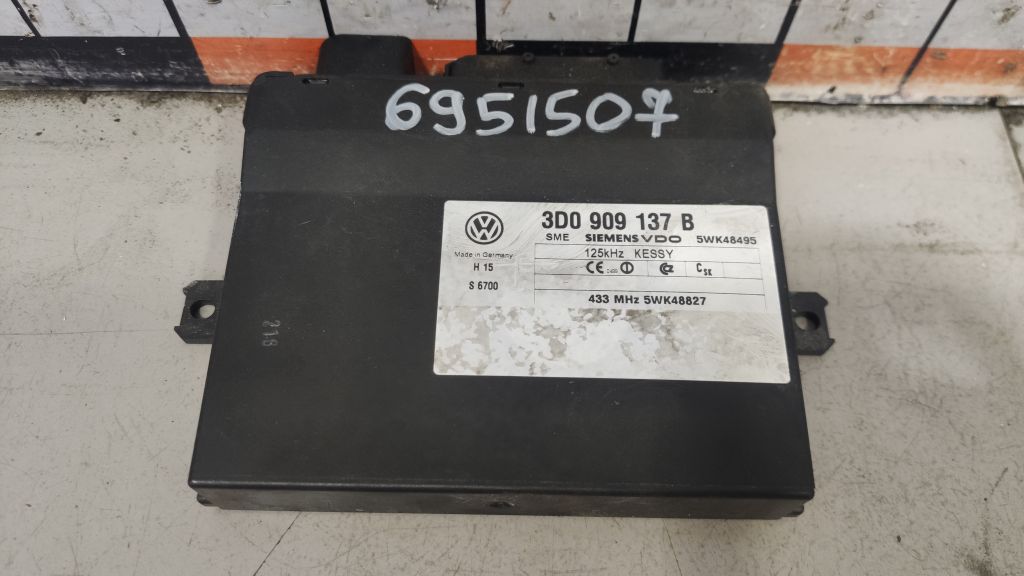 6951507
3D0 909 137 B
SME SIEMENS VDO 5WK48495
Made in Germany
125kHz KESSY
H 15
CE
S 6700
433 MHz 5WK48827
218